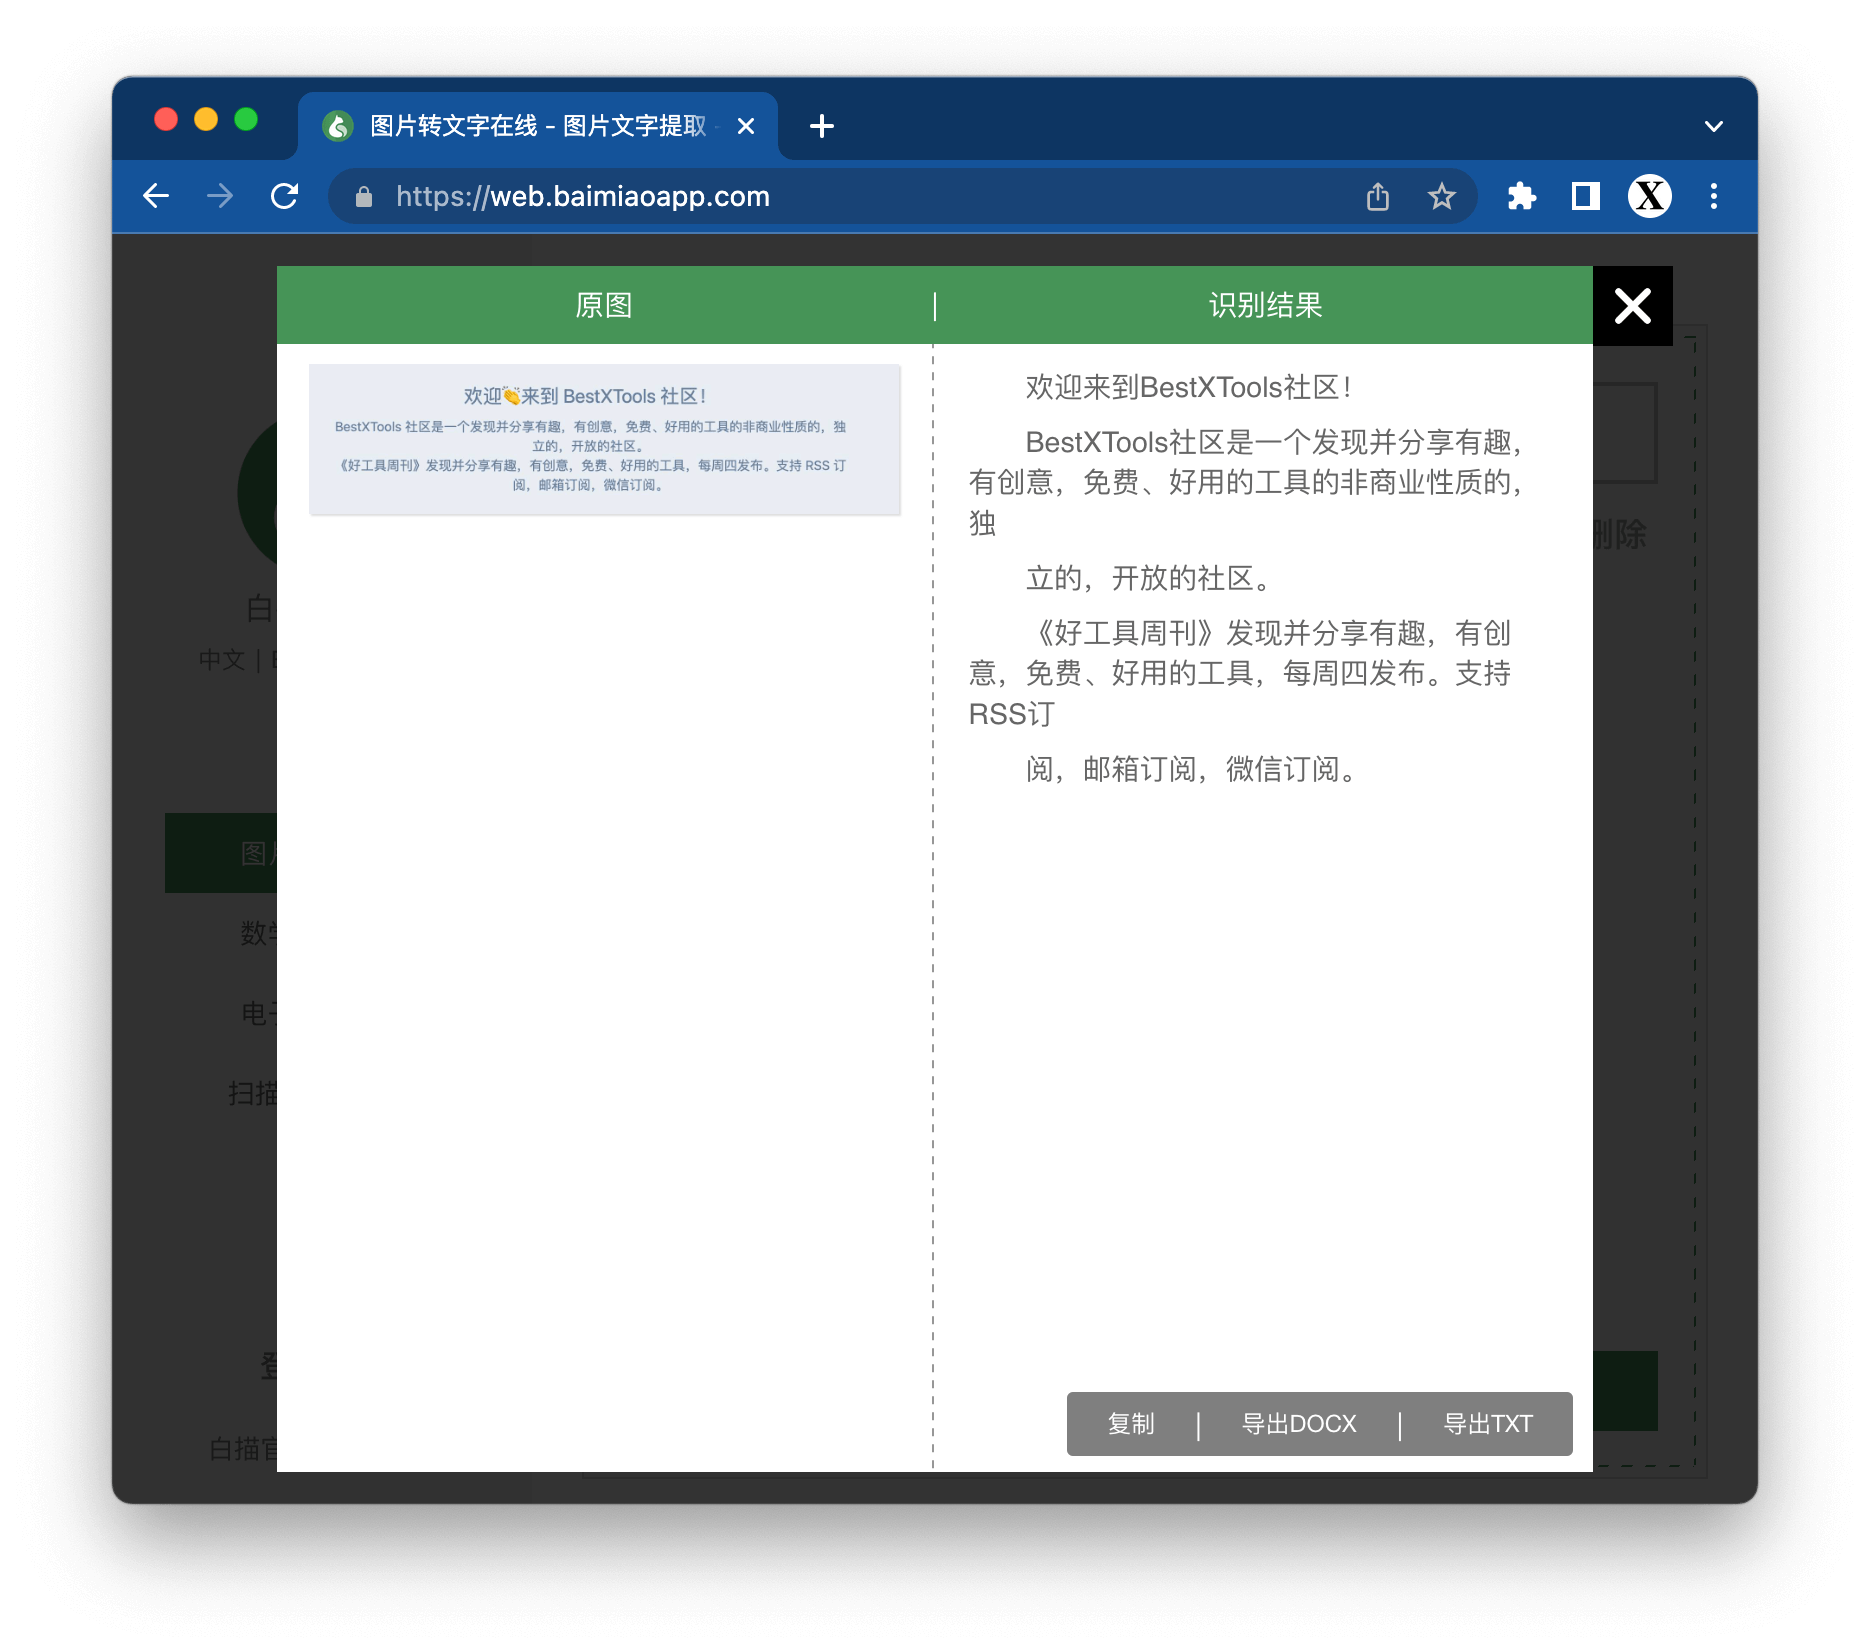 图片转文字在线 - 图片文字提取
https://web.baimiaoapp.com
原图 | 识别结果
欢迎👏来到 BestXTools 社区！
BestXTools 社区是一个发现并分享有趣，有创意，免费、好用的工具的非商业性质的，独
立的，开放的社区。
《好工具周刊》发现并分享有趣，有创意，免费、好用的工具，每周四发布。支持 RSS 订
阅，邮箱订阅，微信订阅。
欢迎来到BestXTools社区！
BestXTools社区是一个发现并分享有趣，
有创意，免费、好用的工具的非商业性质的，
独
立的，开放的社区。
《好工具周刊》发现并分享有趣，有创
意，免费、好用的工具，每周四发布。支持
RSS订
阅，邮箱订阅，微信订阅。
复制 | 导出DOCX | 导出TXT
删除
白
中文 |
图
数
电
扫描
登
白描官
X